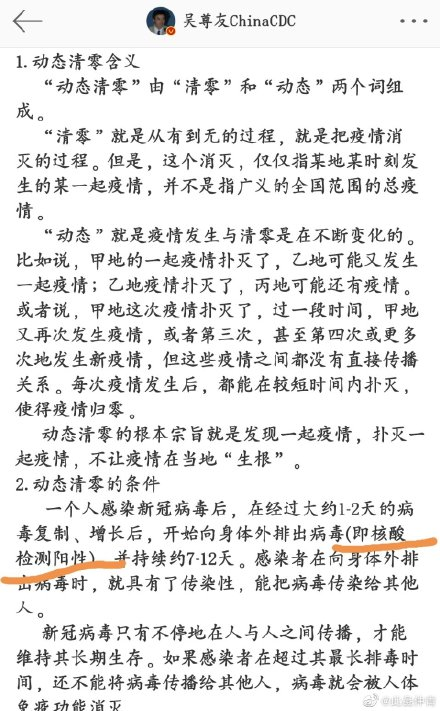 吴尊友ChinaCDC
1.动态清零含义
“动态清零”由“清零”和“动态”两个词组
成。
“清零”就是从有到无的过程，就是把疫情消
灭的过程。但是，这个消灭，仅仅指某地某时刻发
生的某一起疫情，并不是指广义的全国范围的总疫
情。
“动态”就是疫情发生与清零是在不断变化的。
比如说，甲地的一起疫情扑灭了，乙地可能又发生
一起疫情；乙地疫情扑灭了，丙地可能还有疫情。
或者说，甲地这次疫情扑灭了，过一段时间，甲地
又再次发生疫情，或者第三次，甚至第四次或更多
次地发生新疫情，但这些疫情之间都没有直接传播
关系。每次疫情发生后，都能在较短时间内扑灭，
使得疫情归零。
动态清零的根本宗旨就是发现一起疫情，扑灭一
起疫情，不让疫情在当地“生根”。
2.动态清零的条件
一个人感染新冠病毒后，在经过大约1-2天的病
毒复制、增长后，开始向身体外排出病毒(即核酸
检测阳性)，并持续约7-12天。感染者在向身体外排
出病毒时，就具有了传染性，能把病毒传染给其他
人。
新冠病毒只有不停地在人与人之间传播，才能
维持其长期生存。如果感染者在超过其最长排毒时
间，还不能将病毒传染给其他人，病毒就会被人体
免疫功能消灭